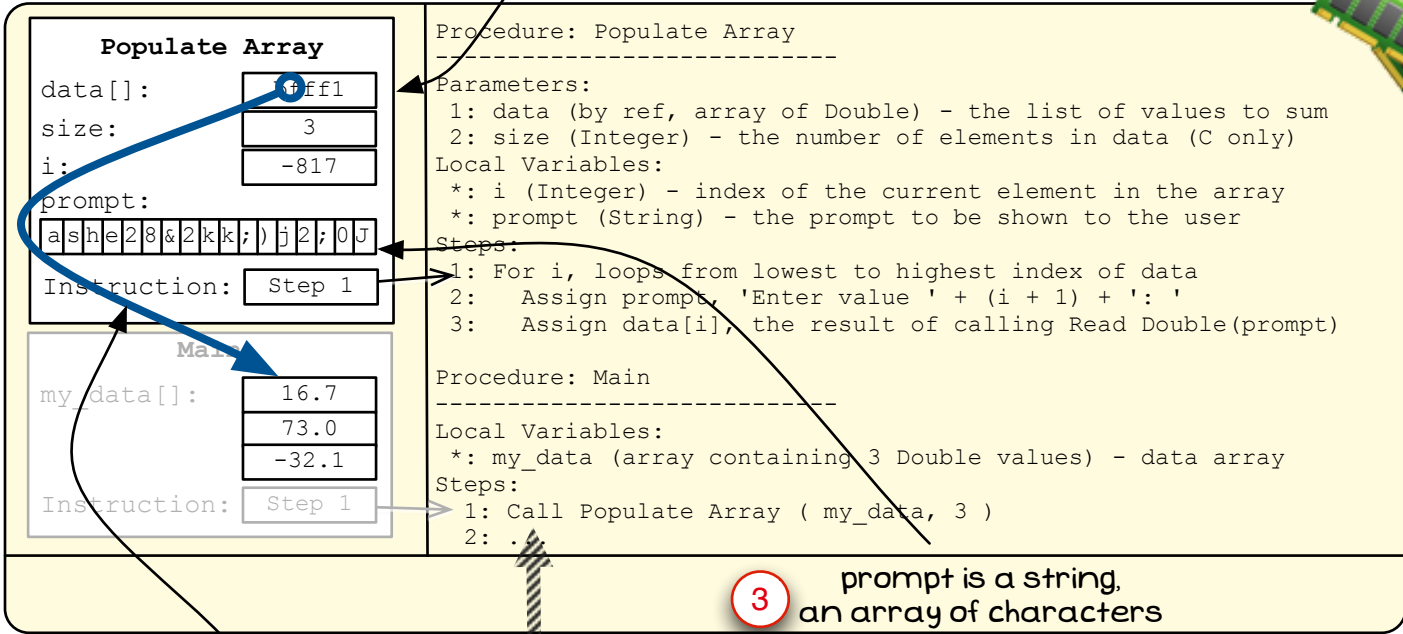 Populate Array
data[]:
size: 3
i: -817
prompt:
ashe28&2kk;)j2;0J
Instruction: Step 1
Main
my_data[]: 16.7
73.0
-32.1
Instruction: Step 1
Procedure: Populate Array
----------------------------
Parameters:
1: data (by ref, array of Double) - the list of values to sum
2: size (Integer) - the number of elements in data (C only)
Local Variables:
*: i (Integer) - index of the current element in the array
*: prompt (String) - the prompt to be shown to the user
Steps:
1: For i, loops from lowest to highest index of data
2: Assign prompt, 'Enter value ' + (i + 1) + ': '
3: Assign data[i], the result of calling Read Double(prompt)
Procedure: Main
----------------------------
Local Variables:
*: my_data (array containing 3 Double values) - data array
Steps:
1: Call Populate Array ( my_data, 3 )
2: ...
3
prompt is a string,
an array of characters